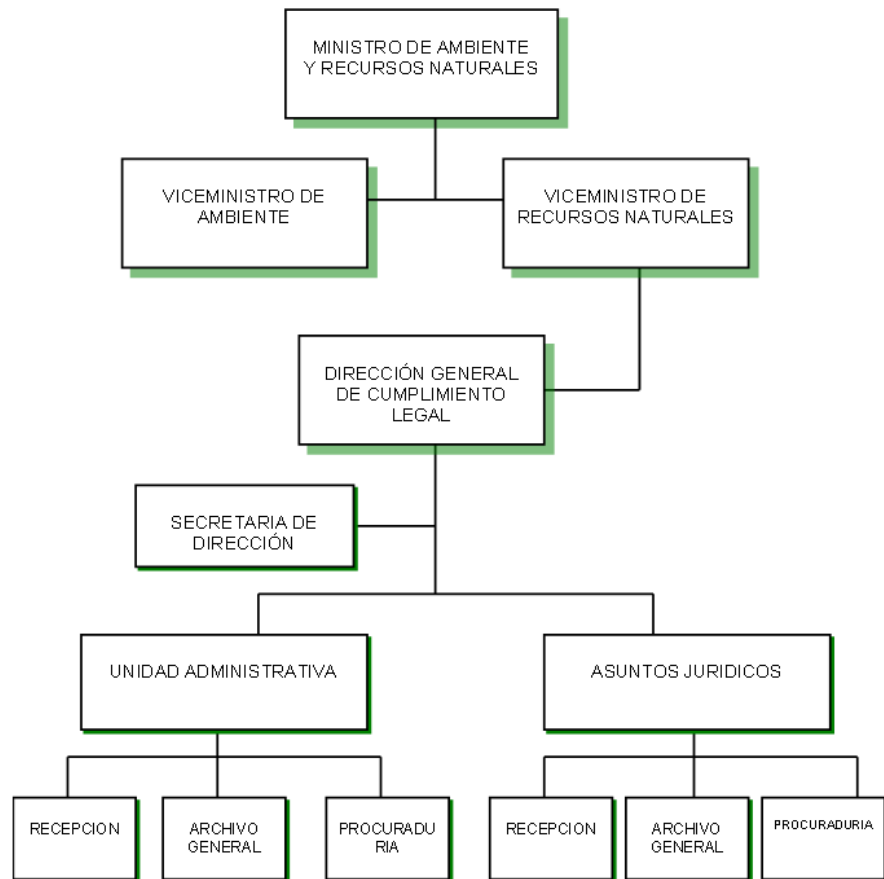 MINISTRO DE AMBIENTE
Y RECURSOS NATURALES
VICEMINISTRO DE
AMBIENTE
VICEMINISTRO DE
RECURSOS NATURALES
DIRECCIÓN GENERAL
DE CUMPLIMIENTO
LEGAL
SECRETARIA DE
DIRECCIÓN
UNIDAD ADMINISTRATIVA
ASUNTOS JURIDICOS
RECEPCION
ARCHIVO
GENERAL
PROCURADU
RIA
RECEPCION
ARCHIVO
GENERAL
PROCURADURIA